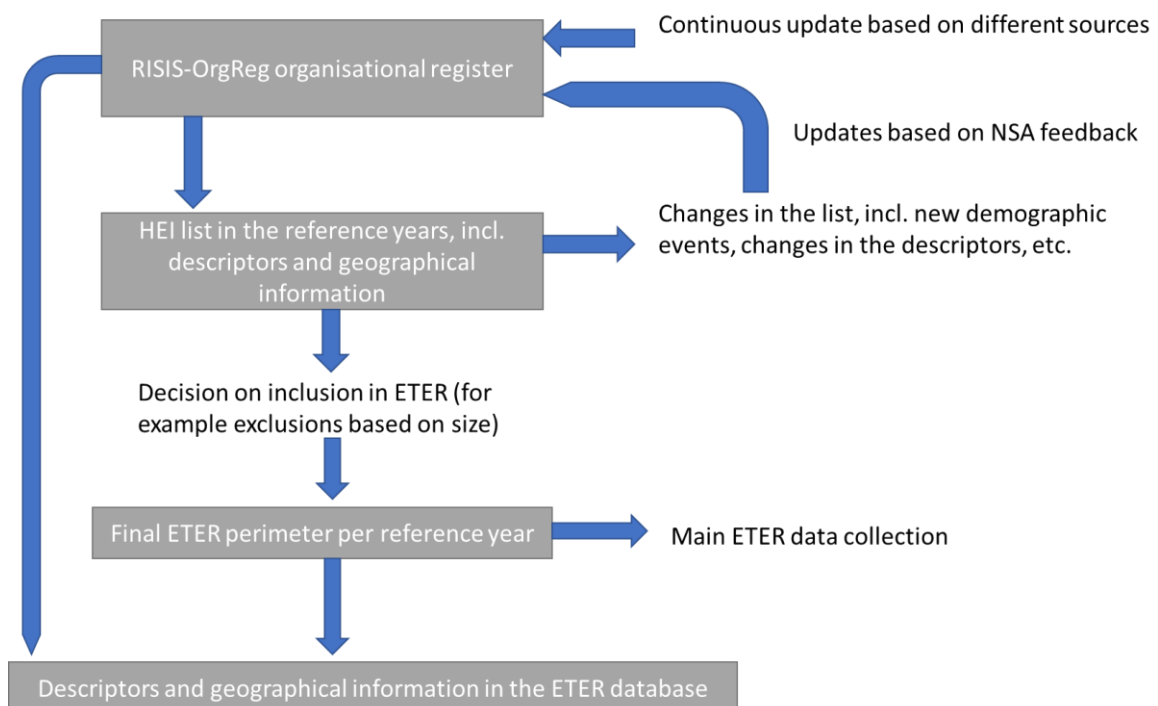 Continuous update based on different sources
RISIS-OrgReg organisational register
Updates based on NSA feedback
HEI list in the reference years, incl.
descriptors and geographical
information
Changes in the list, incl. new demographic
events, changes in the descriptors, etc.
Decision on inclusion in ETER (for
example exclusions based on size)
Final ETER perimeter per reference year
Main ETER data collection
Descriptors and geographical information in the ETER database